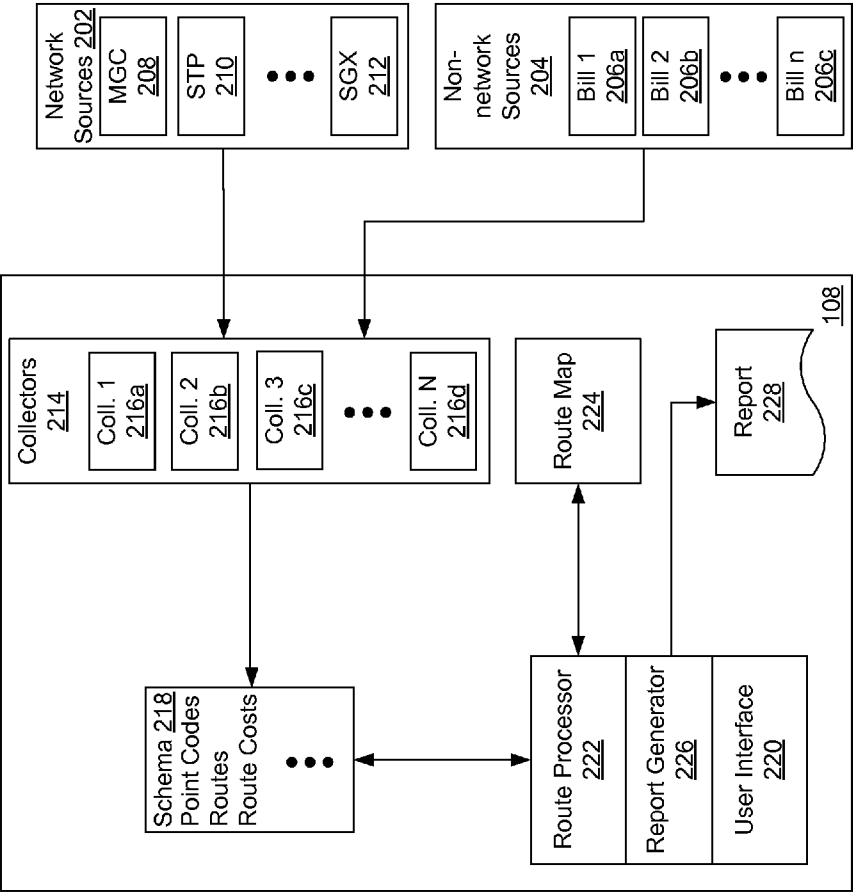 Network
Sources 202
MGC
208
STP
210
SGX
212
Non-
network
Sources
204
Bill 1
206a
Bill 2
206b
Bill n
206c
Collectors
214
Coll. 1
216a
Coll. 2
216b
Coll. 3
216c
Coll. N
216d
Schema 218
Point Codes
Routes
Route Costs
Route Processor
222
Report Generator
226
User Interface
220
Route Map
224
Report
228
108